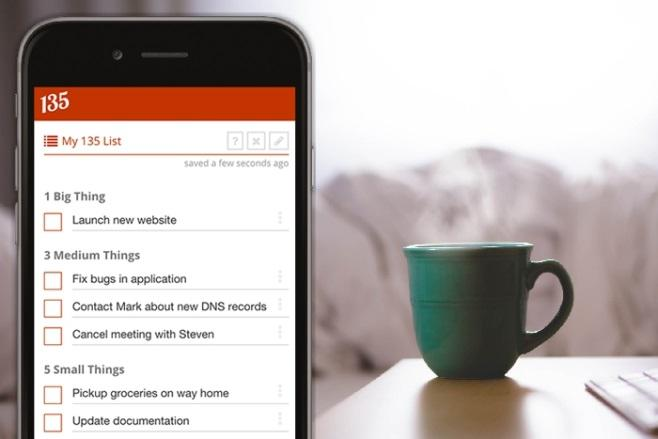 135
My 135 List
? x
saved a few seconds ago
1 Big Thing
Launch new website
3 Medium Things
Fix bugs in application
Contact Mark about new DNS records
Cancel meeting with Steven
5 Small Things
Pickup groceries on way home
Update documentation